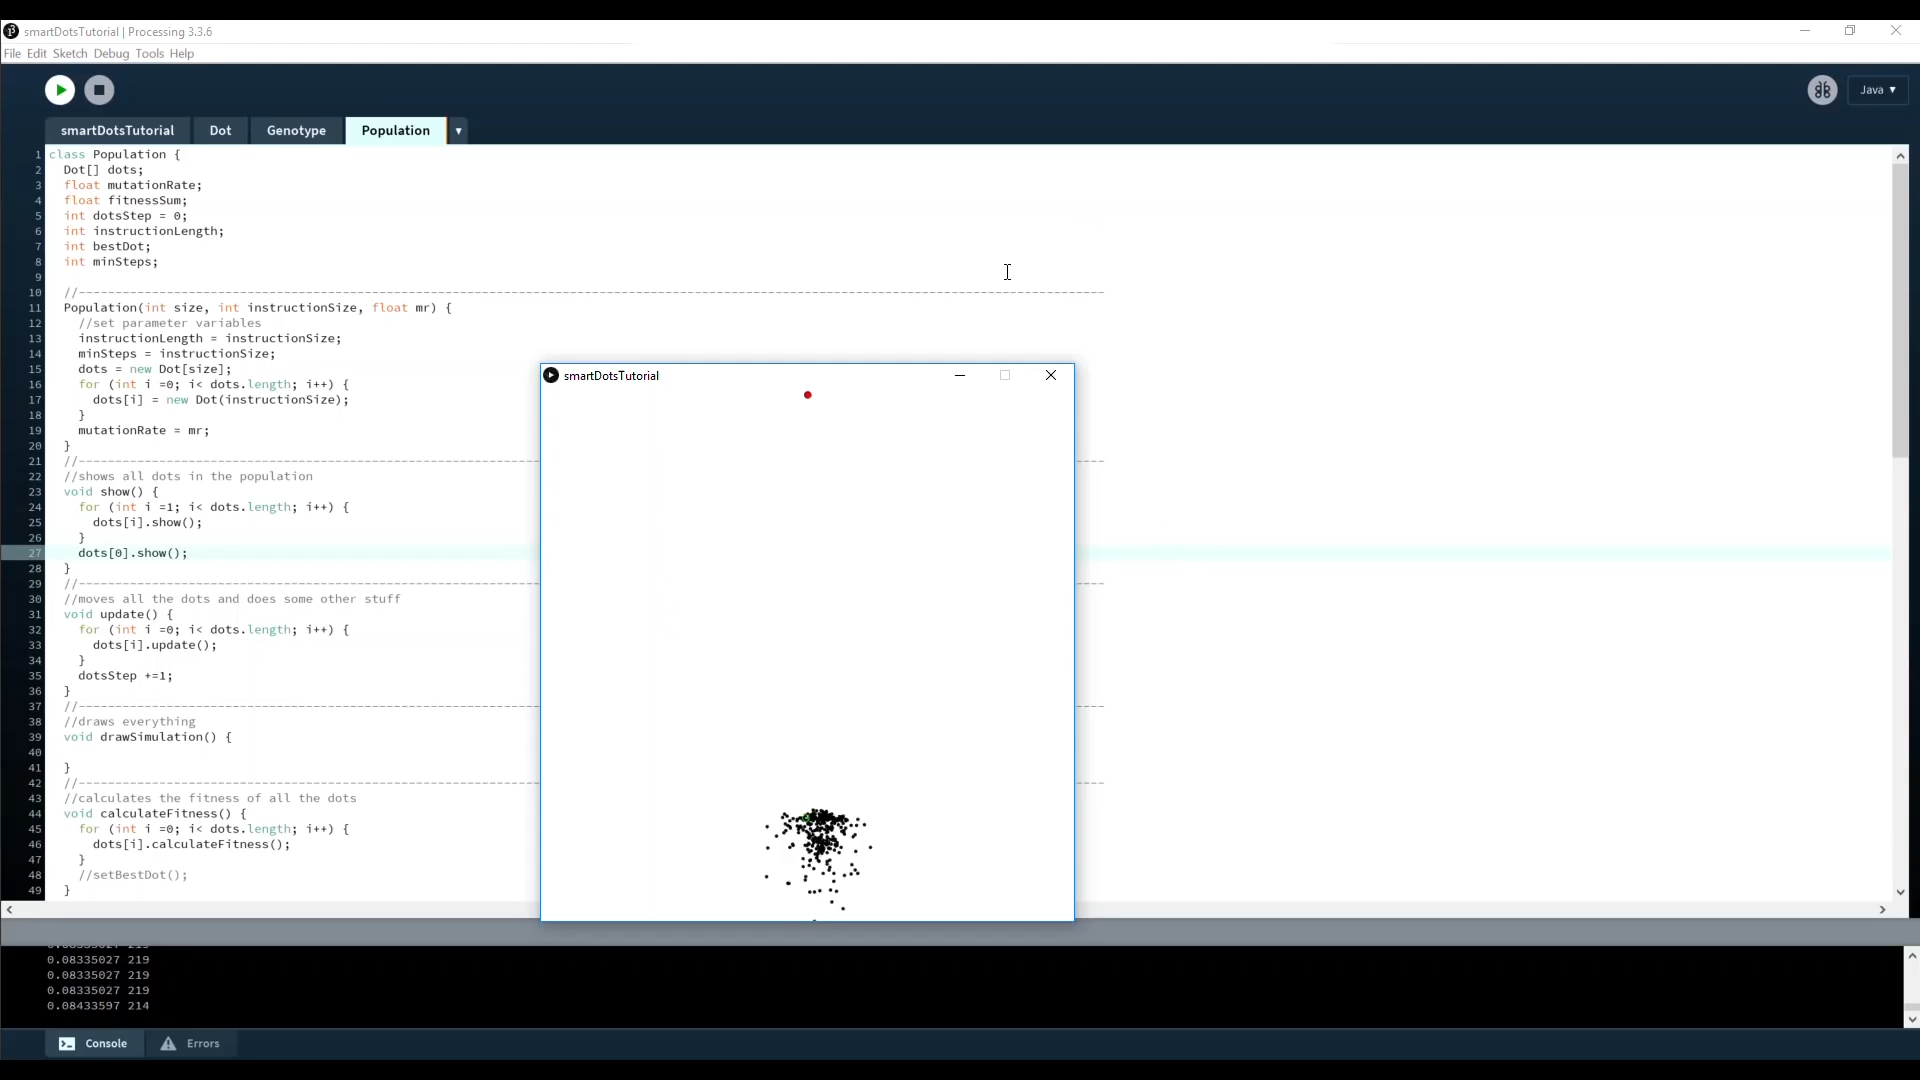 smartDotsTutorial | Processing 3.3.6
File Edit Sketch Debug Tools Help
Java ▾
smartDotsTutorial Dot Genotype Population ▾
1 class Population {
2 Dot[] dots;
3 float mutationRate;
4 float fitnessSum;
5 int dotsStep = 0;
6 int instructionLength;
7 int bestDot;
8 int minSteps;
9
10 //--------------------------------------------------------------------------------------------------------------------------------------------
11 Population(int size, int instructionSize, float mr) {
12 //set parameter variables
13 instructionLength = instructionSize;
14 minSteps = instructionSize;
15 dots = new Dot[size];
16 for (int i =0; i< dots.length; i++) {
17 dots[i] = new Dot(instructionSize);
18 }
19 mutationRate = mr;
20 }
21 //--------------------------------------------------------------------------------------------------------------------------------------------
22 //shows all dots in the population
23 void show() {
24 for (int i =1; i< dots.length; i++) {
25 dots[i].show();
26 }
27 dots[0].show();
28 }
29 //--------------------------------------------------------------------------------------------------------------------------------------------
30 //moves all the dots and does some other stuff
31 void update() {
32 for (int i =0; i< dots.length; i++) {
33 dots[i].update();
34 }
35 dotsStep +=1;
36 }
37 //--------------------------------------------------------------------------------------------------------------------------------------------
38 //draws everything
39 void drawSimulation() {
40
41 }
42 //--------------------------------------------------------------------------------------------------------------------------------------------
43 //calculates the fitness of all the dots
44 void calculateFitness() {
45 for (int i =0; i< dots.length; i++) {
46 dots[i].calculateFitness();
47 }
48 //setBestDot();
49 }
smartDotsTutorial
0.08335027 219
0.08335027 219
0.08335027 219
0.08433597 214
Console Errors